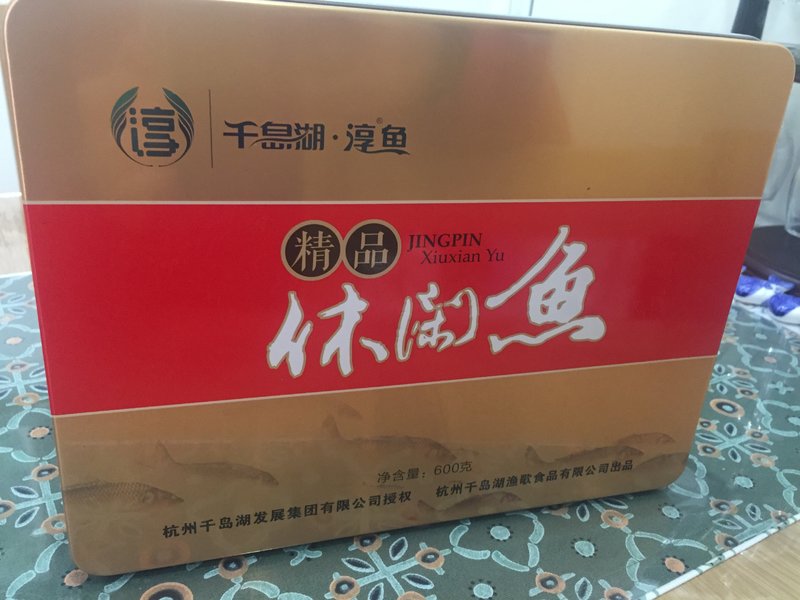 淳
千岛湖·淳®鱼
精品
JINGPIN
Xiuxian Yu
休闲鱼
净含量：600克
杭州千岛湖发展集团有限公司授权 杭州千岛湖渔歌食品有限公司出品